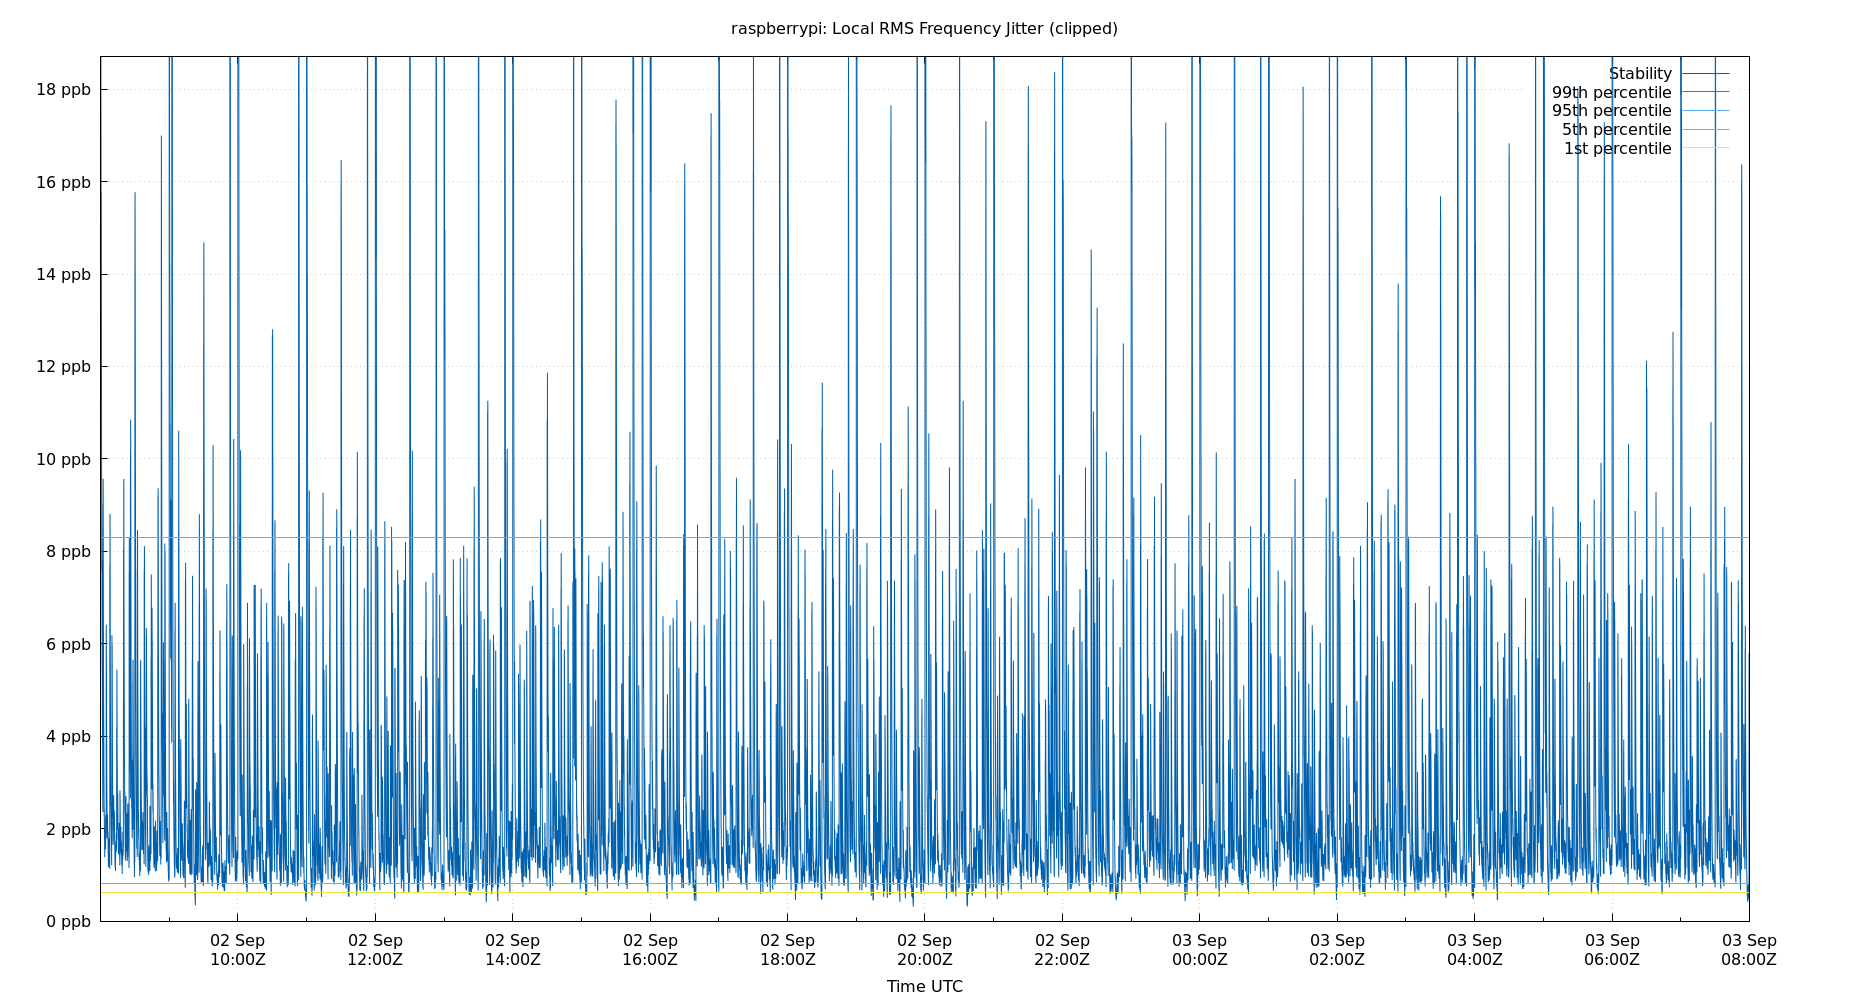 raspberrypi: Local RMS Frequency Jitter (clipped)
18 ppb
16 ppb
14 ppb
12 ppb
10 ppb
8 ppb
6 ppb
4 ppb
2 ppb
0 ppb
Stability
99th percentile
95th percentile
5th percentile
1st percentile
02 Sep 02 Sep 02 Sep 02 Sep 02 Sep 02 Sep 02 Sep 03 Sep 03 Sep 03 Sep 03 Sep 03 Sep
10:00Z 12:00Z 14:00Z 16:00Z 18:00Z 20:00Z 22:00Z 00:00Z 02:00Z 04:00Z 06:00Z 08:00Z
Time UTC